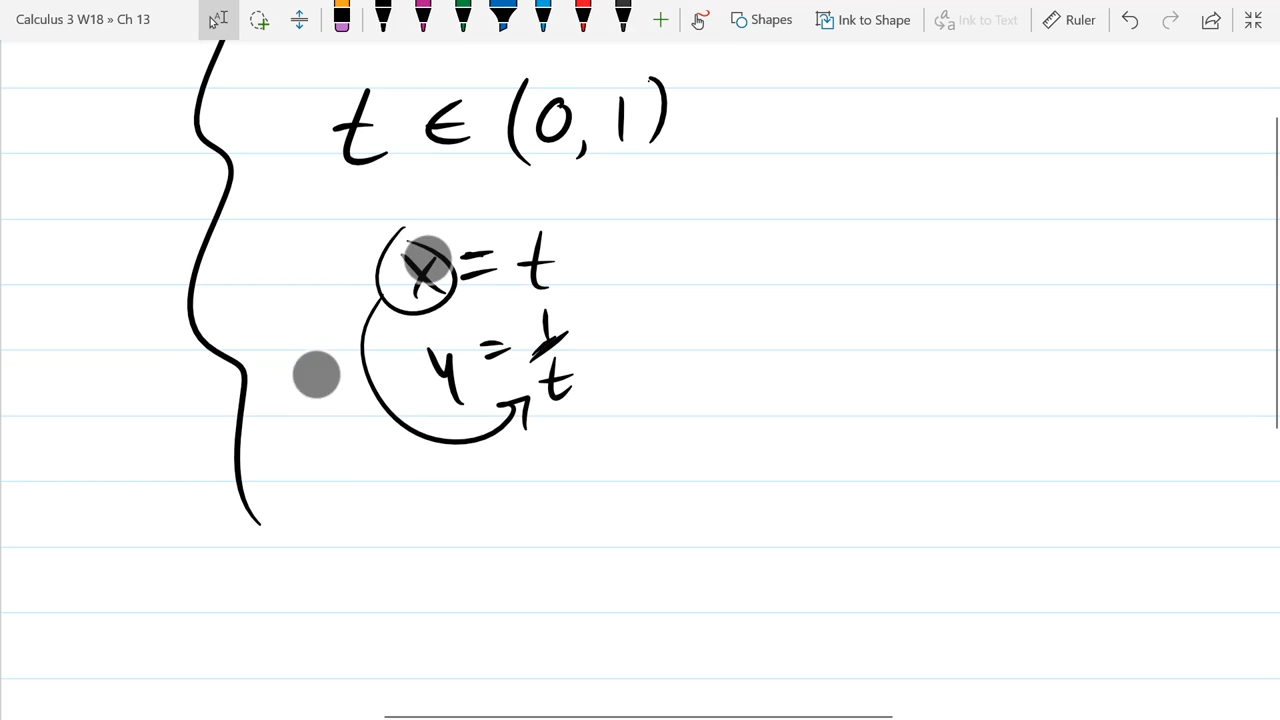 Calculus 3 W18 » Ch 13
Shapes
Ink to Shape
Ink to Text
Ruler
t ∈ (0, 1)
x = t
y = 1/t